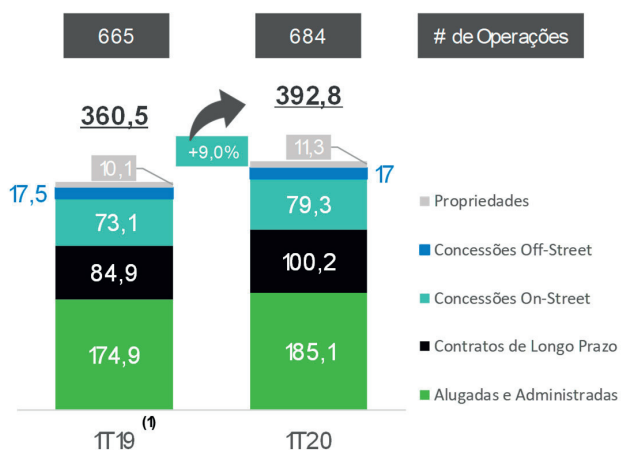 665
684
# de Operações
360,5
392,8
+9,0%
10,1
11,3
17,5
17
73,1
79,3
84,9
100,2
174,9
185,1
Propriedades
Concessões Off-Street
Concessões On-Street
Contratos de Longo Prazo
Alugadas e Administradas
1T19 (1)
1T20